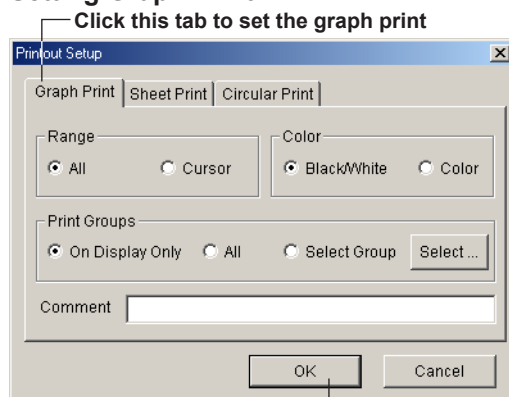 Click this tab to set the graph print
Printout Setup
Graph Print Sheet Print Circular Print
Range Color
All Cursor Black/White Color
Print Groups
On Display Only All Select Group Select ...
Comment
OK Cancel